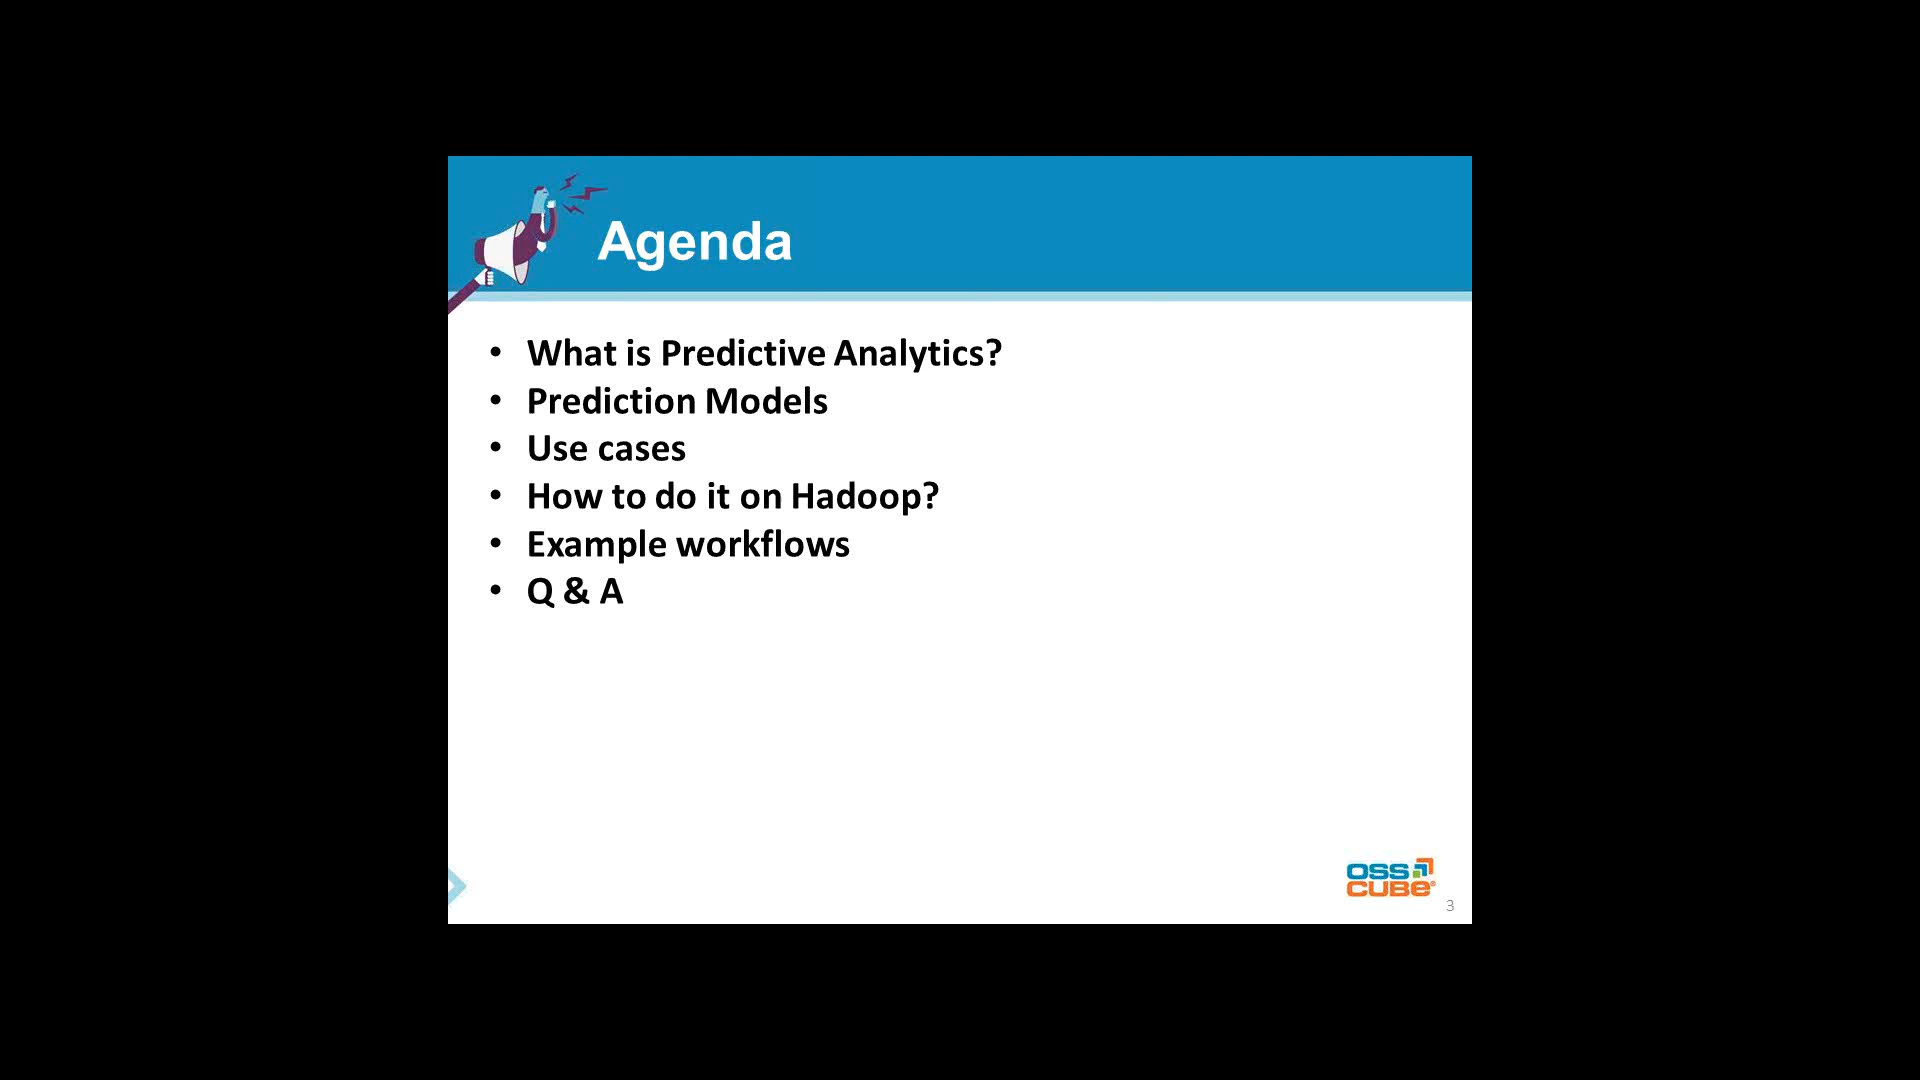 Agenda
• What is Predictive Analytics?
• Prediction Models
• Use cases
• How to do it on Hadoop?
• Example workflows
• Q & A
OSS
CUBE®
3